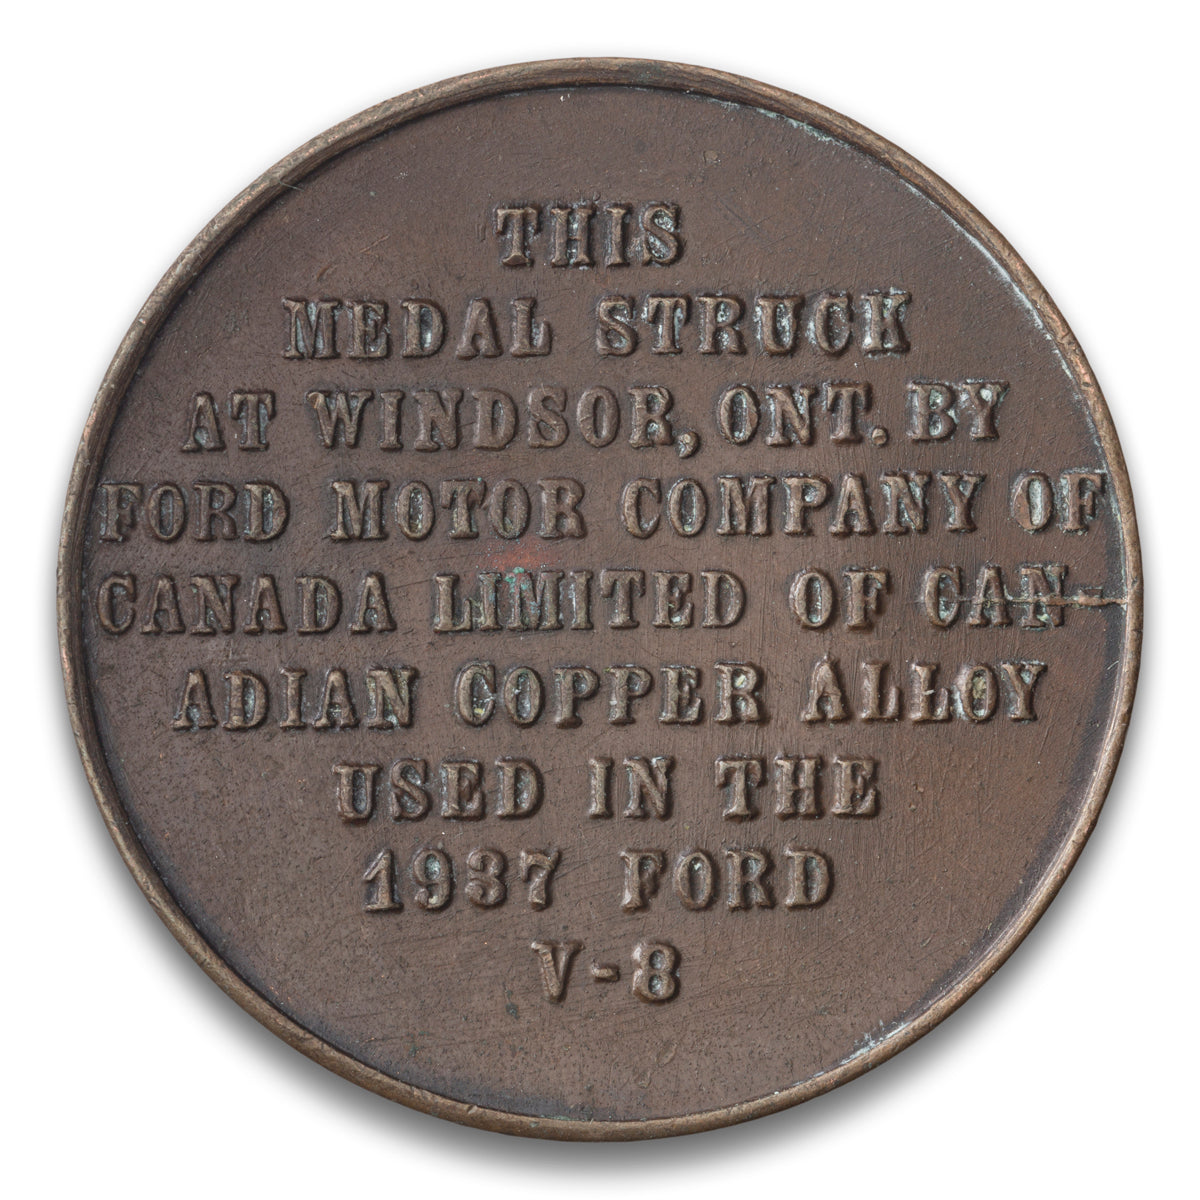 THIS
MEDAL STRUCK
AT WINDSOR, ONT. BY
FORD MOTOR COMPANY OF
CANADA LIMITED OF CAN-
ADIAN COPPER ALLOY
USED IN THE
1937 FORD
V-8